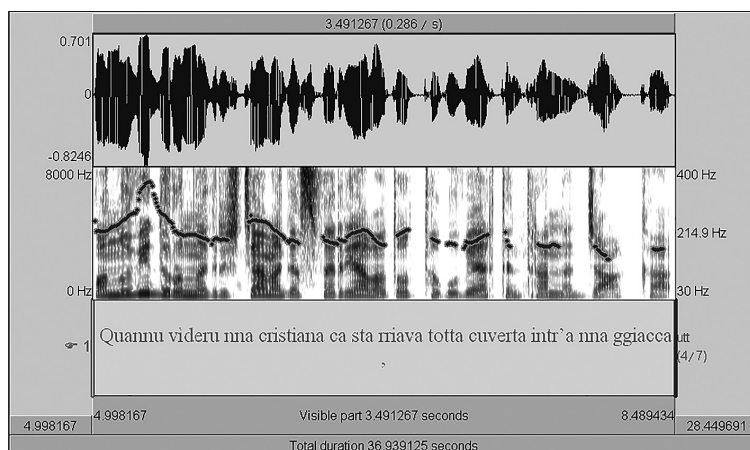 3.491267 (0.286 / s)
0.701
0
-0.8246
8000 Hz
400 Hz
214.9 Hz
0 Hz
30 Hz
☞ 1
Quannu videru nna cristiana ca sta rriava totta cuverta intr’a nna ggiacca
,
utt
(4/7)
4.998167
Visible part 3.491267 seconds
8.489434
4.998167
28.449691
Total duration 36.939125 seconds